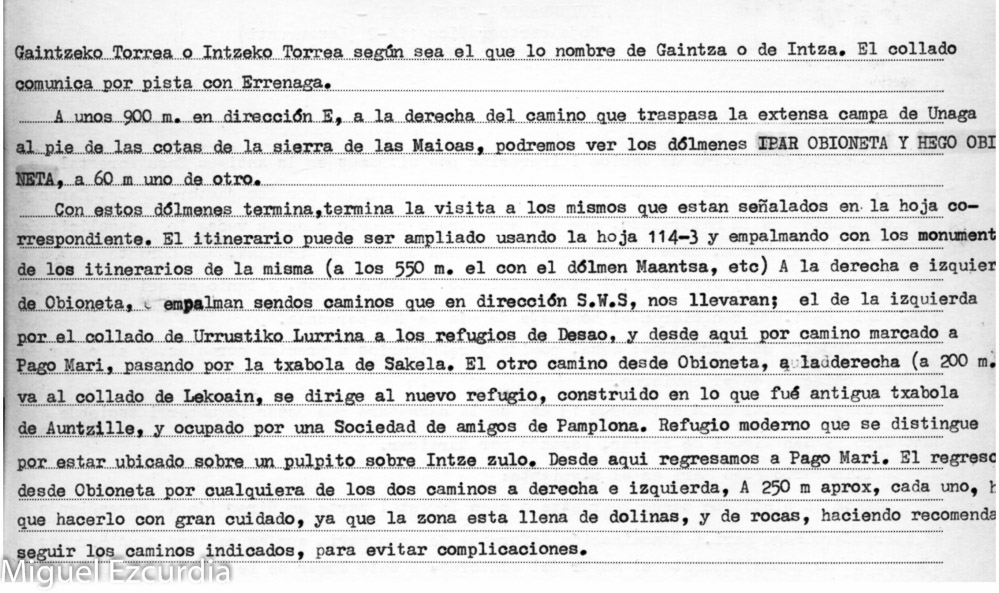 Gaintzeko Torrea o Intzeko Torrea según sea el que lo nombre de Gaintza o de Intza. El collado
comunica por pista con Errenaga.
A unos 900 m. en dirección E, a la derecha del camino que traspasa la extensa campa de Unaga
al pie de las cotas de la sierra de las Maioas, podremos ver los dólmenes IPAR OBIONETA Y HEGO OBI
NETA, a 60 m uno de otro.
Con estos dólmenes termina,termina la visita a los mismos que estan señalados en la hoja co-
rrespondiente. El itinerario puede ser ampliado usando la hoja 114-3 y empalmando con los monument
de los itinerarios de la misma (a los 550 m. el con el dólmen Maantsa, etc) A la derecha e izquier
de Obioneta, empalman sendos caminos que en dirección S.W.S, nos llevaran; el de la izquierda
por el collado de Urrustiko Lurrina a los refugios de Desao, y desde aqui por camino marcado a
Pago Mari, pasando por la txabola de Sakela. El otro camino desde Obioneta, a la derecha (a 200 m.
va al collado de Lekoain, se dirige al nuevo refugio, construido en lo que fué antigua txabola
de Auntzille, y ocupado por una Sociedad de amigos de Pamplona. Refugio moderno que se distingue
por estar ubicado sobre un pulpito sobre Intze zulo. Desde aqui regresamos a Pago Mari. El regreso
desde Obioneta por cualquiera de los dos caminos a derecha e izquierda, A 250 m aprox, cada uno, h
que hacerlo con gran cuidado, ya que la zona esta llena de dolinas, y de rocas, haciendo recomenda
seguir los caminos indicados, para evitar complicaciones.
Miguel Ezcurdia